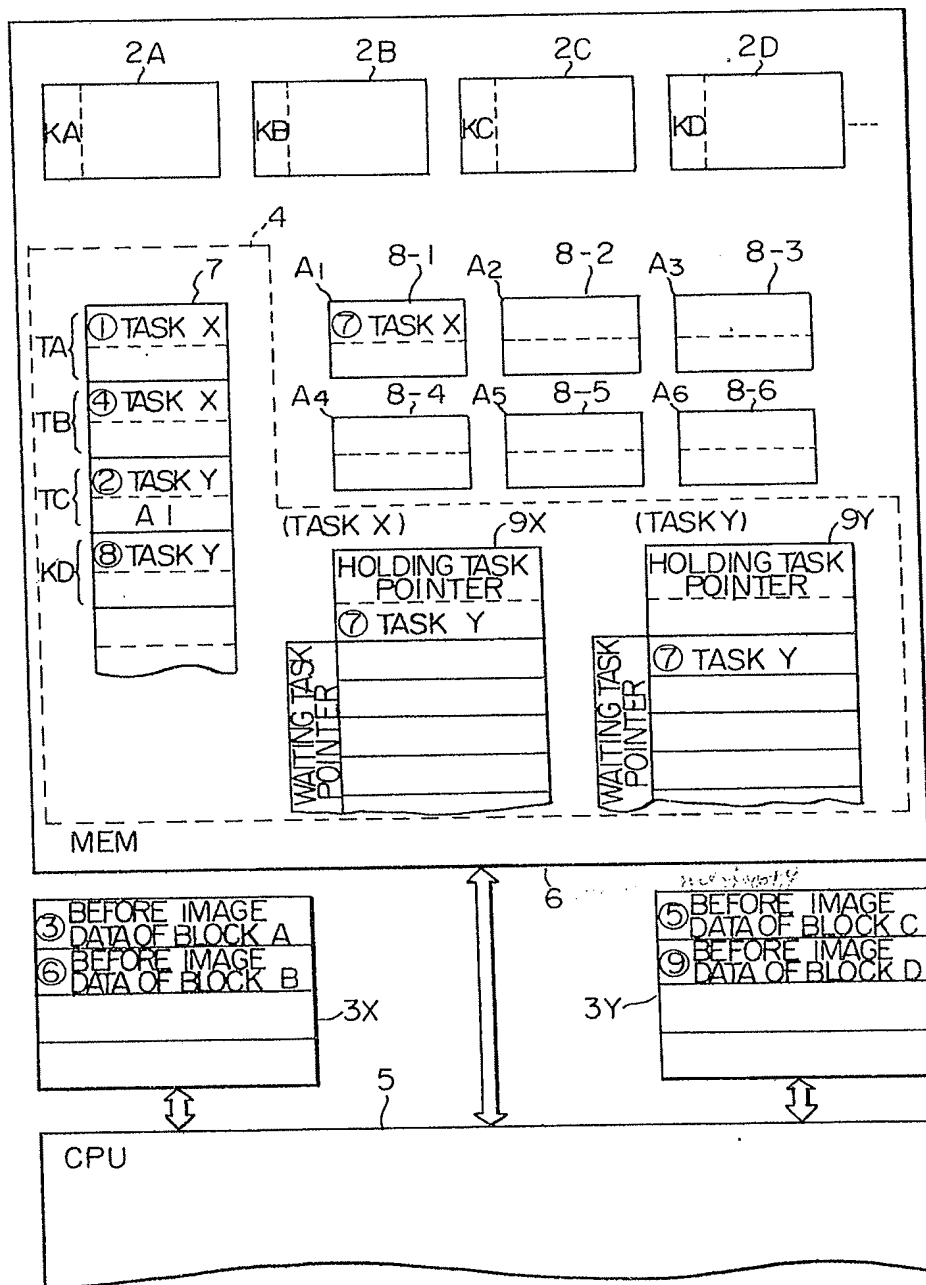 2A 2B 2C 2D
KA KB KC KD
4
7
TA ① TASK X
TB ④ TASK X
TC ② TASK Y
A1
KD ⑧ TASK Y
A1 8-1 A2 8-2 A3 8-3
⑦ TASK X
A4 8-4 A5 8-5 A6 8-6
(TASK X) 9X (TASK Y) 9Y
HOLDING TASK
POINTER
⑦ TASK Y
WAITING TASK
POINTER
HOLDING TASK
POINTER
⑦ TASK Y
WAITING TASK
POINTER
MEM
6
③ BEFORE IMAGE
DATA OF BLOCK A
⑥ BEFORE IMAGE
DATA OF BLOCK B
3X
⑤ BEFORE IMAGE
DATA OF BLOCK C
⑨ BEFORE IMAGE
DATA OF BLOCK D
3Y
5
CPU